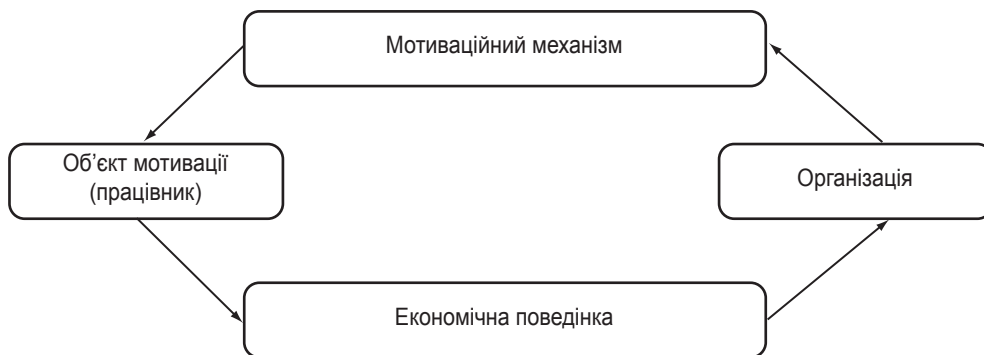 Мотиваційний механізм
Об’єкт мотивації
(працівник)
Організація
Економічна поведінка